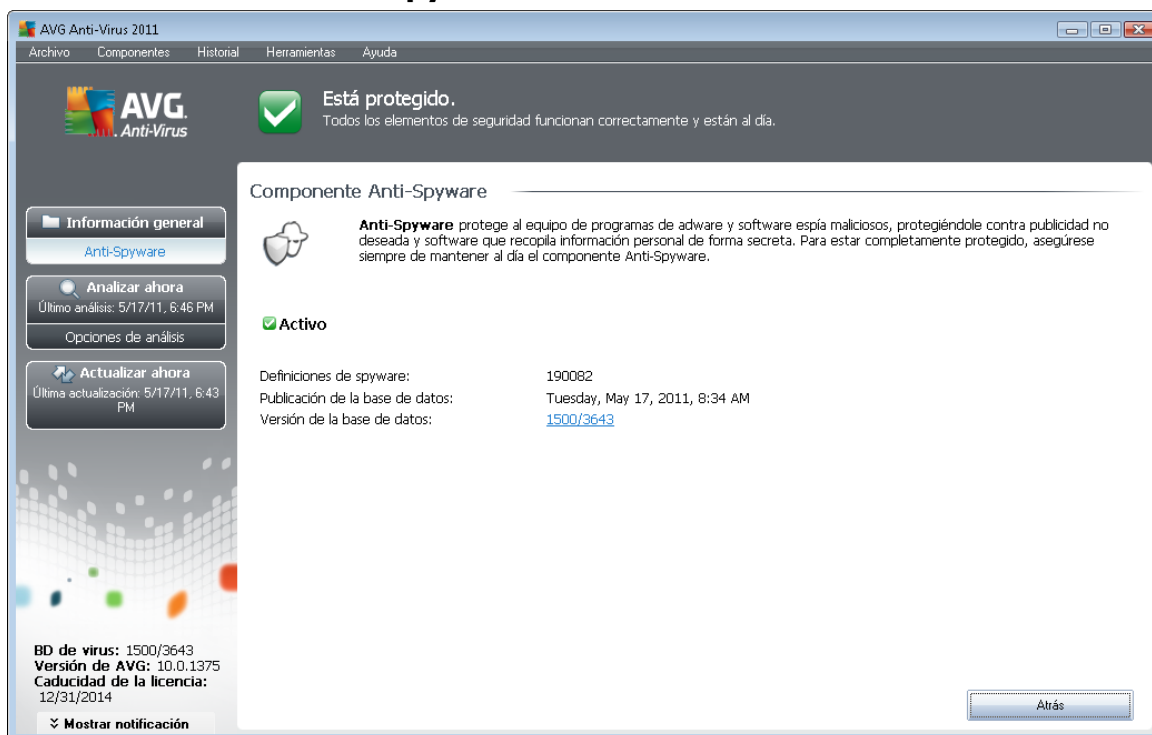 AVG Anti-Virus 2011
Archivo Componentes Historial Herramientas Ayuda
AVG.
Anti-Virus
Está protegido.
Todos los elementos de seguridad funcionan correctamente y están al día.
Información general
Anti-Spyware
Analizar ahora
Último análisis: 5/17/11, 6:46 PM
Opciones de análisis
Actualizar ahora
Última actualización: 5/17/11, 6:43
PM
Componente Anti-Spyware
Anti-Spyware protege al equipo de programas de adware y software espía maliciosos, protegiéndole contra publicidad no
deseada y software que recopila información personal de forma secreta. Para estar completamente protegido, asegúrese
siempre de mantener al día el componente Anti-Spyware.
Activo
Definiciones de spyware: 190082
Publicación de la base de datos: Tuesday, May 17, 2011, 8:34 AM
Versión de la base de datos: 1500/3643
BD de virus: 1500/3643
Versión de AVG: 10.0.1375
Caducidad de la licencia:
12/31/2014
Mostrar notificación
Atrás